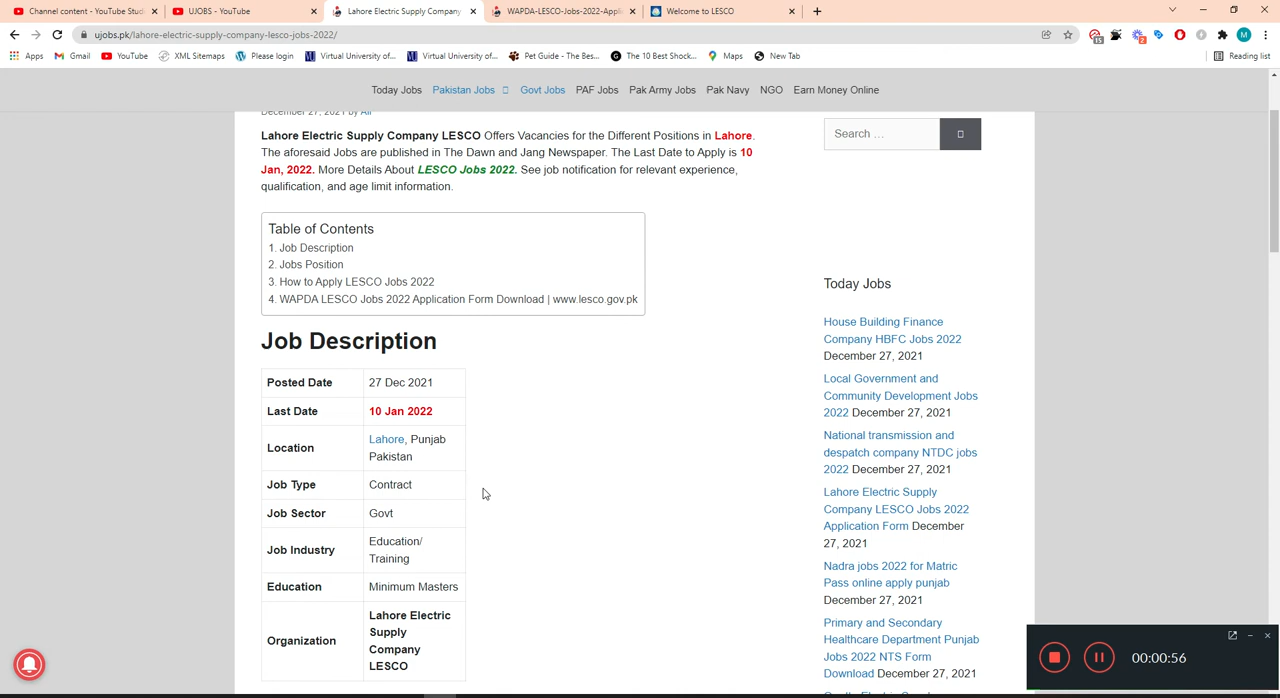 Channel content - YouTube Studi
UJOBS - YouTube
Lahore Electric Supply Company
WAPDA-LESCO-Jobs-2022-Appli
Welcome to LESCO
ujobs.pk/lahore-electric-supply-company-lesco-jobs-2022/
15
2
M
Apps
Gmail
YouTube
XML Sitemaps
Please login
Virtual University of...
Virtual University of...
Pet Guide - The Bes...
The 10 Best Shock...
Maps
New Tab
Reading list
Today Jobs
Pakistan Jobs
Govt Jobs
PAF Jobs
Pak Army Jobs
Pak Navy
NGO
Earn Money Online
December 27, 2021 by Ali
Lahore Electric Supply Company LESCO Offers Vacancies for the Different Positions in Lahore.
The aforesaid Jobs are published in The Dawn and Jang Newspaper. The Last Date to Apply is 10
Jan, 2022. More Details About LESCO Jobs 2022. See job notification for relevant experience,
qualification, and age limit information.
Table of Contents
1. Job Description
2. Jobs Position
3. How to Apply LESCO Jobs 2022
4. WAPDA LESCO Jobs 2022 Application Form Download | www.lesco.gov.pk
Job Description
Posted Date 27 Dec 2021
Last Date 10 Jan 2022
Location Lahore, Punjab
Pakistan
Job Type Contract
Job Sector Govt
Job Industry Education/
Training
Education Minimum Masters
Organization Lahore Electric
Supply
Company
LESCO
Search …
Today Jobs
House Building Finance
Company HBFC Jobs 2022
December 27, 2021
Local Government and
Community Development Jobs
2022 December 27, 2021
National transmission and
despatch company NTDC jobs
2022 December 27, 2021
Lahore Electric Supply
Company LESCO Jobs 2022
Application Form December
27, 2021
Nadra jobs 2022 for Matric
Pass online apply punjab
December 27, 2021
Primary and Secondary
Healthcare Department Punjab
Jobs 2022 NTS Form
Download December 27, 2021
00:00:56